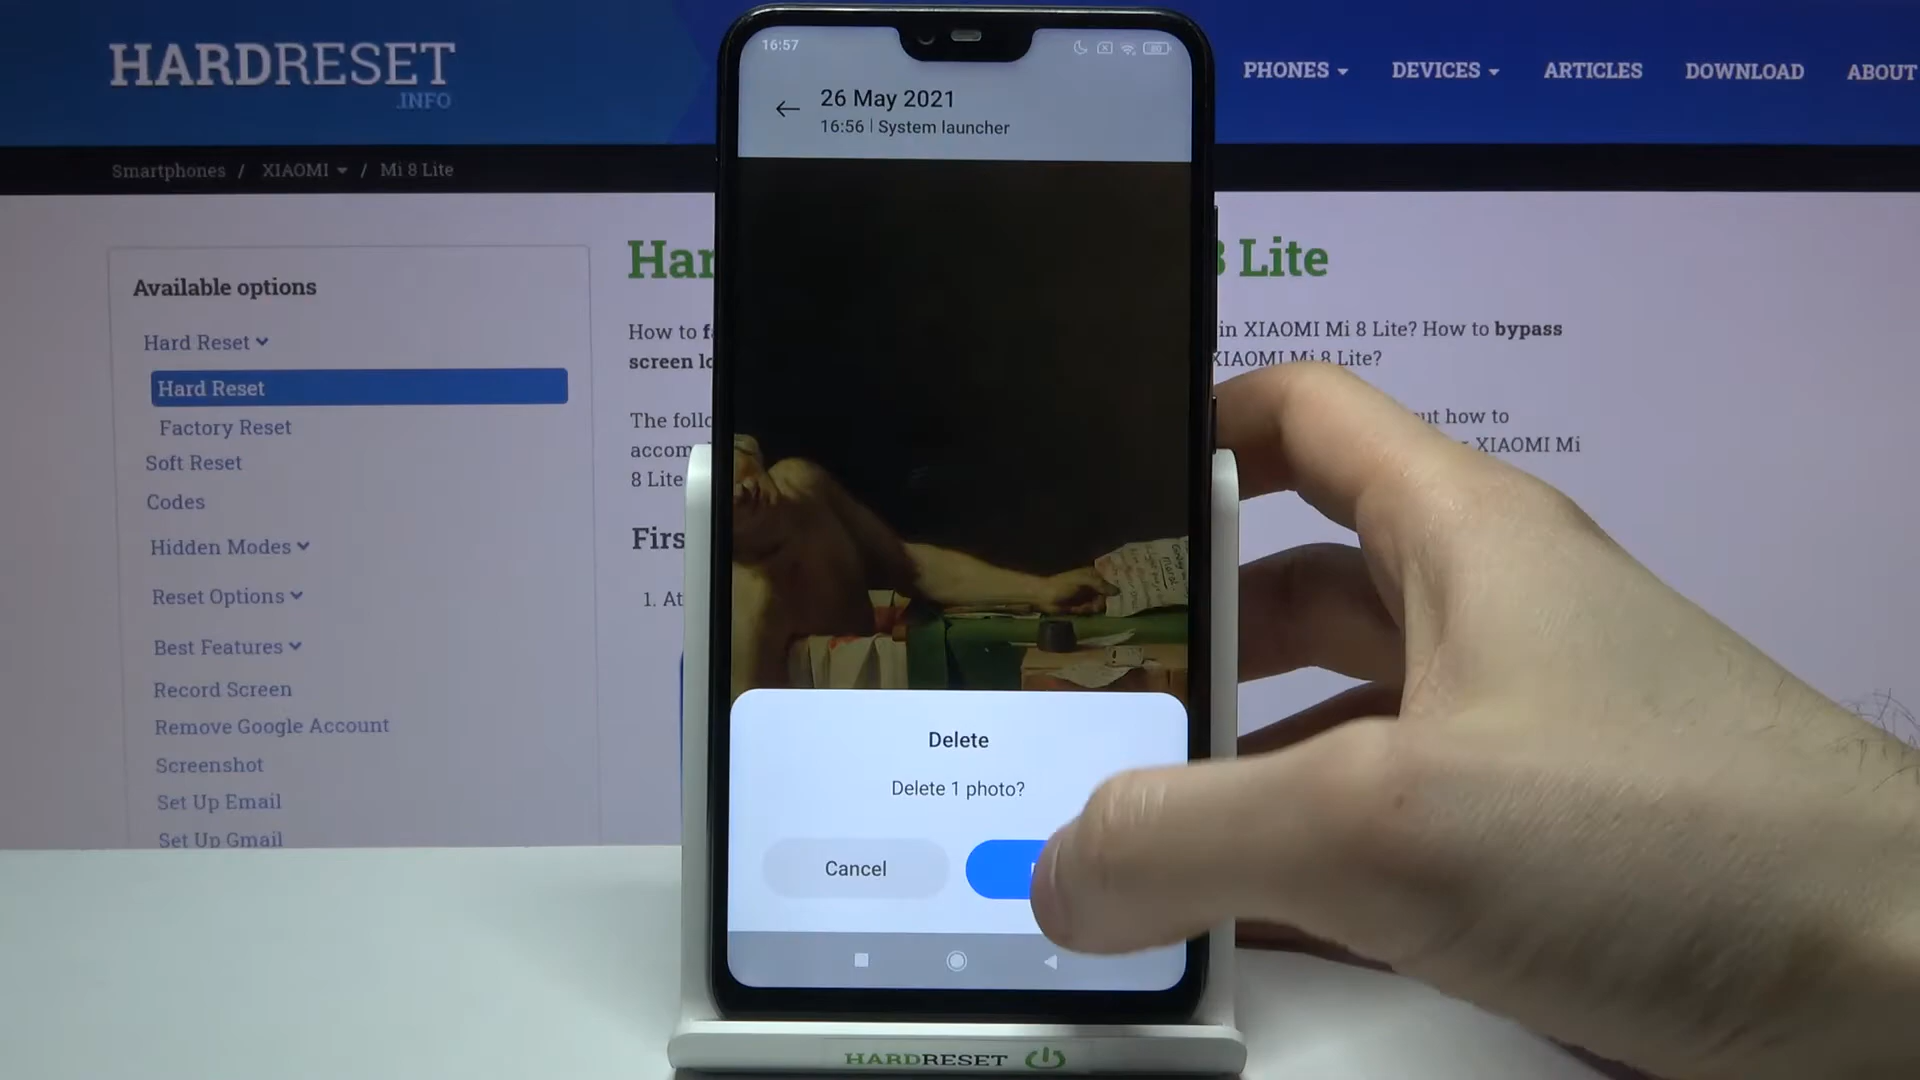 HARDRESET
.INFO
PHONES
DEVICES
ARTICLES
DOWNLOAD
ABOUT
Smartphones / XIAOMI / Mi 8 Lite
Available options
Hard Reset
Hard Reset
Factory Reset
Soft Reset
Codes
Hidden Modes
Reset Options
Best Features
Record Screen
Remove Google Account
Screenshot
Set Up Email
Set Up Gmail
Har
8 Lite
How to f
in XIAOMI Mi 8 Lite? How to bypass
screen lo
XIAOMI Mi 8 Lite?
The follo
ut how to
accom
XIAOMI Mi
8 Lite
Firs
1. At
16:57
80
26 May 2021
16:56 | System launcher
Delete
Delete 1 photo?
Cancel
HARDRESET